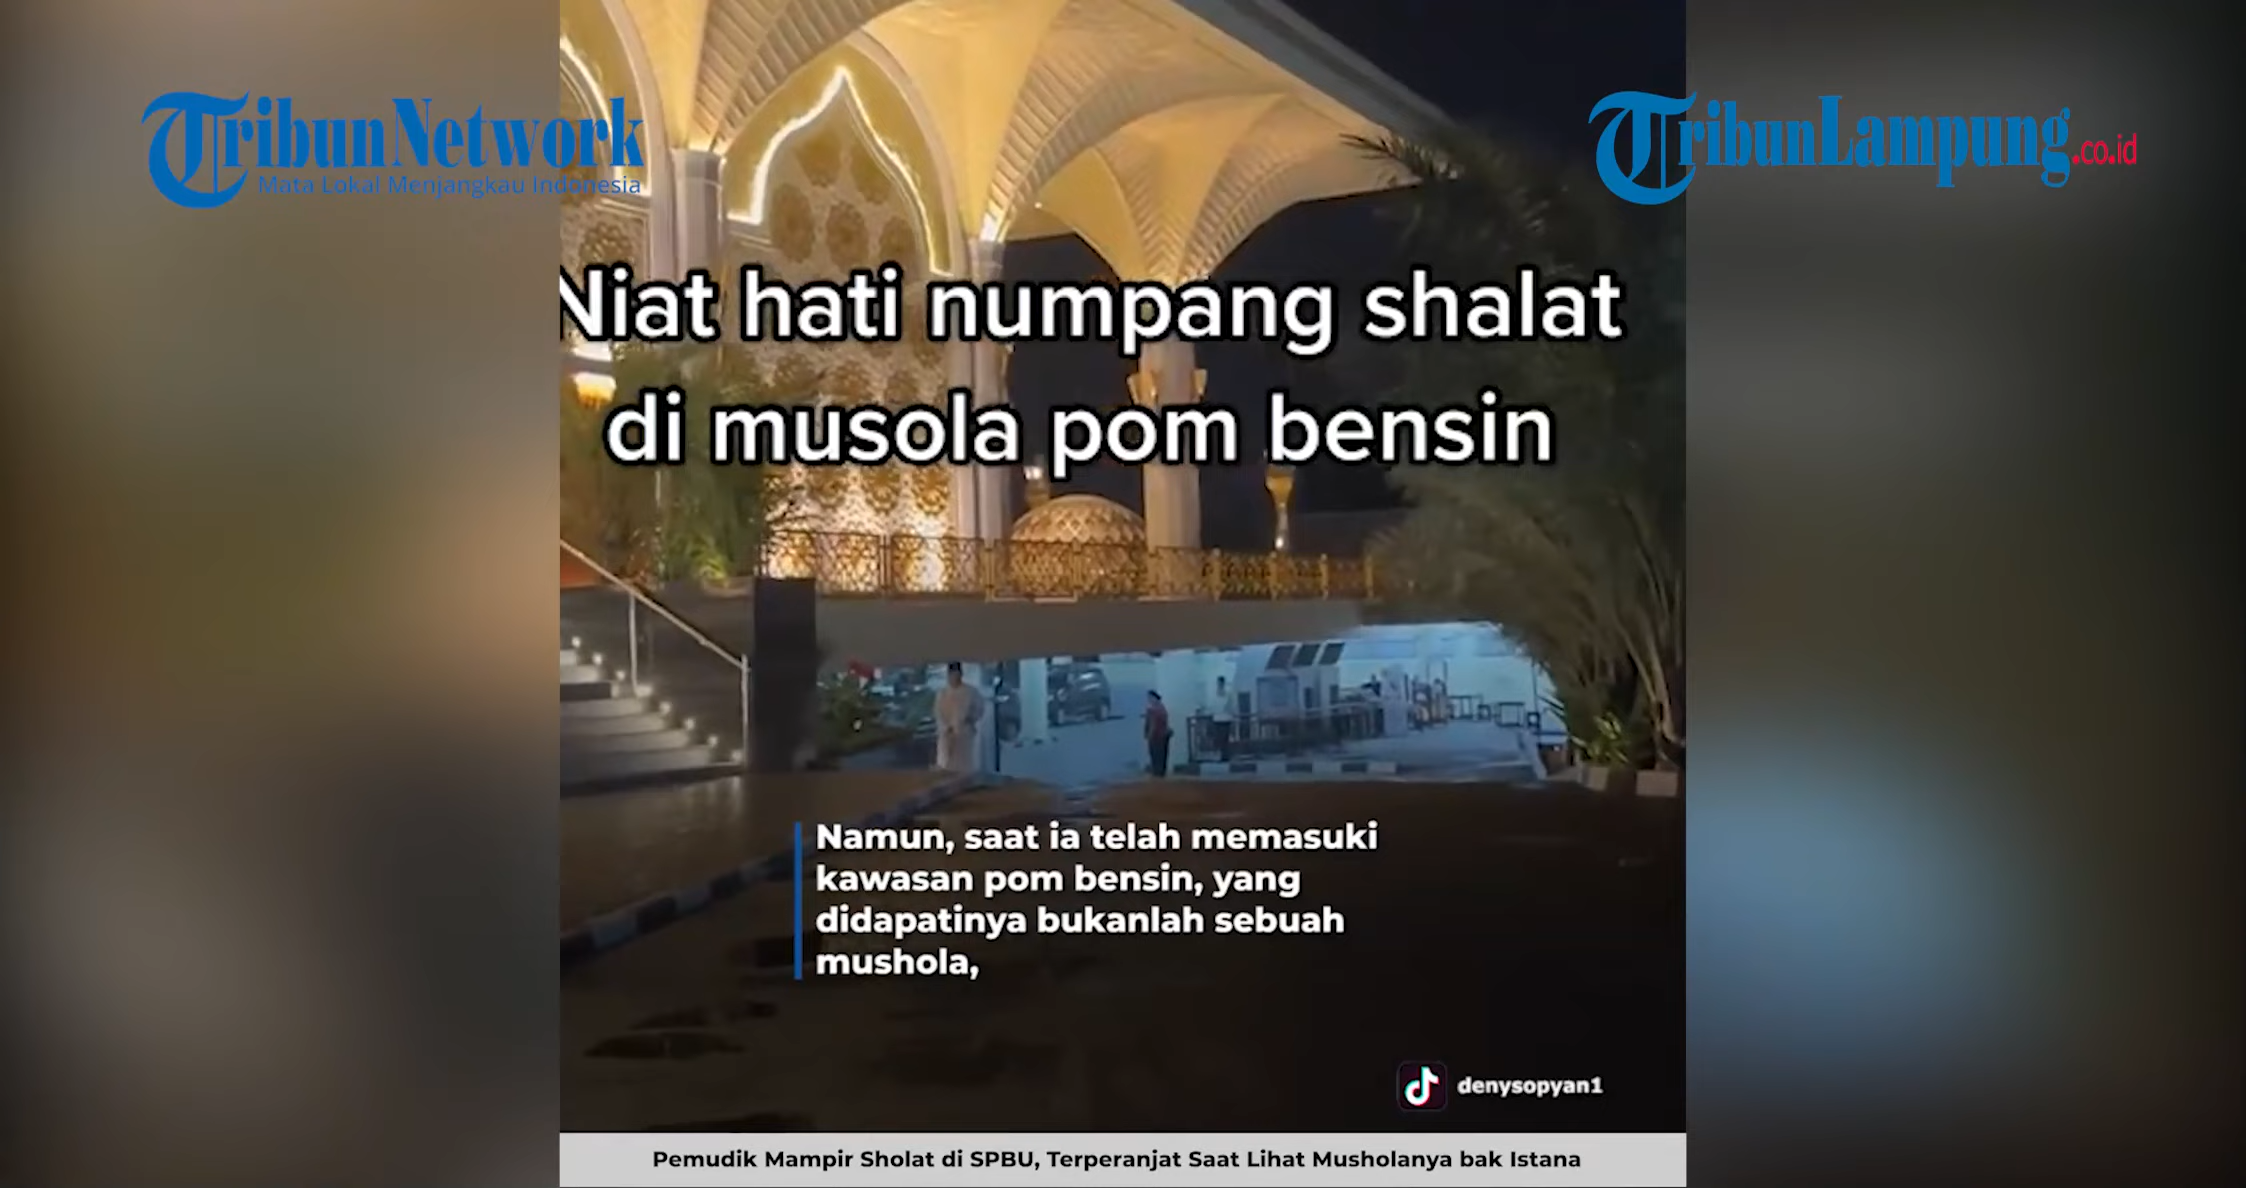 TribunNetwork
Mata Lokal Menjangkau Indonesia
TribunLampung.co.id
Niat hati numpang shalat
di musola pom bensin
Namun, saat ia telah memasuki
kawasan pom bensin, yang
didapatinya bukanlah sebuah
mushola,
denysopyan1
Pemudik Mampir Sholat di SPBU, Terperanjat Saat Lihat Musholanya bak Istana